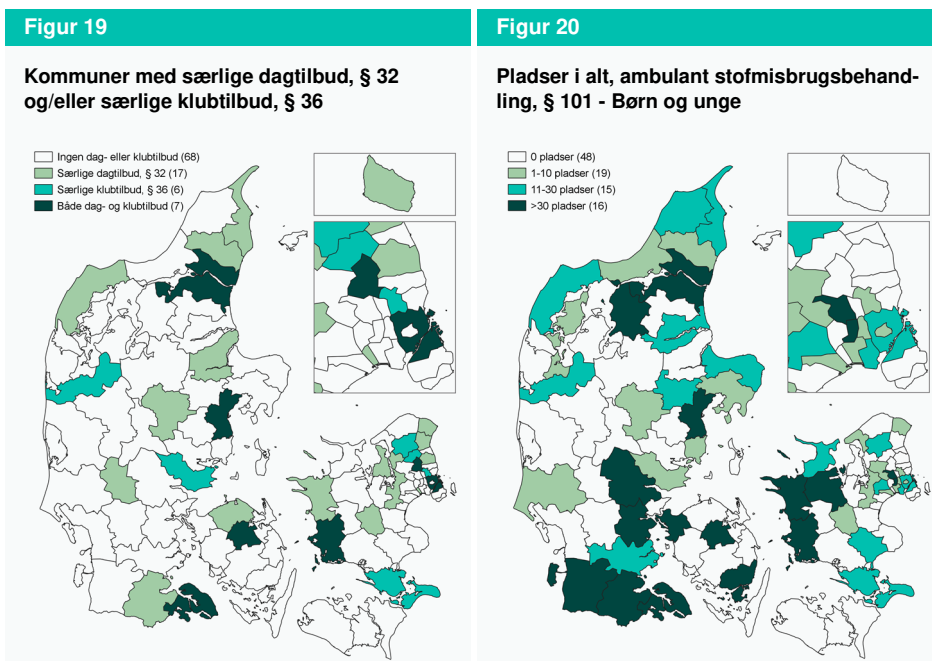 Figur 19
Kommuner med særlige dagtilbud, § 32
og/eller særlige klubtilbud, § 36
Ingen dag- eller klubtilbud (68)
Særlige dagtilbud, § 32 (17)
Særlige klubtilbud, § 36 (6)
Både dag- og klubtilbud (7)
Figur 20
Pladser i alt, ambulant stofmisbrugsbehand-
ling, § 101 - Børn og unge
0 pladser (48)
1-10 pladser (19)
11-30 pladser (15)
>30 pladser (16)